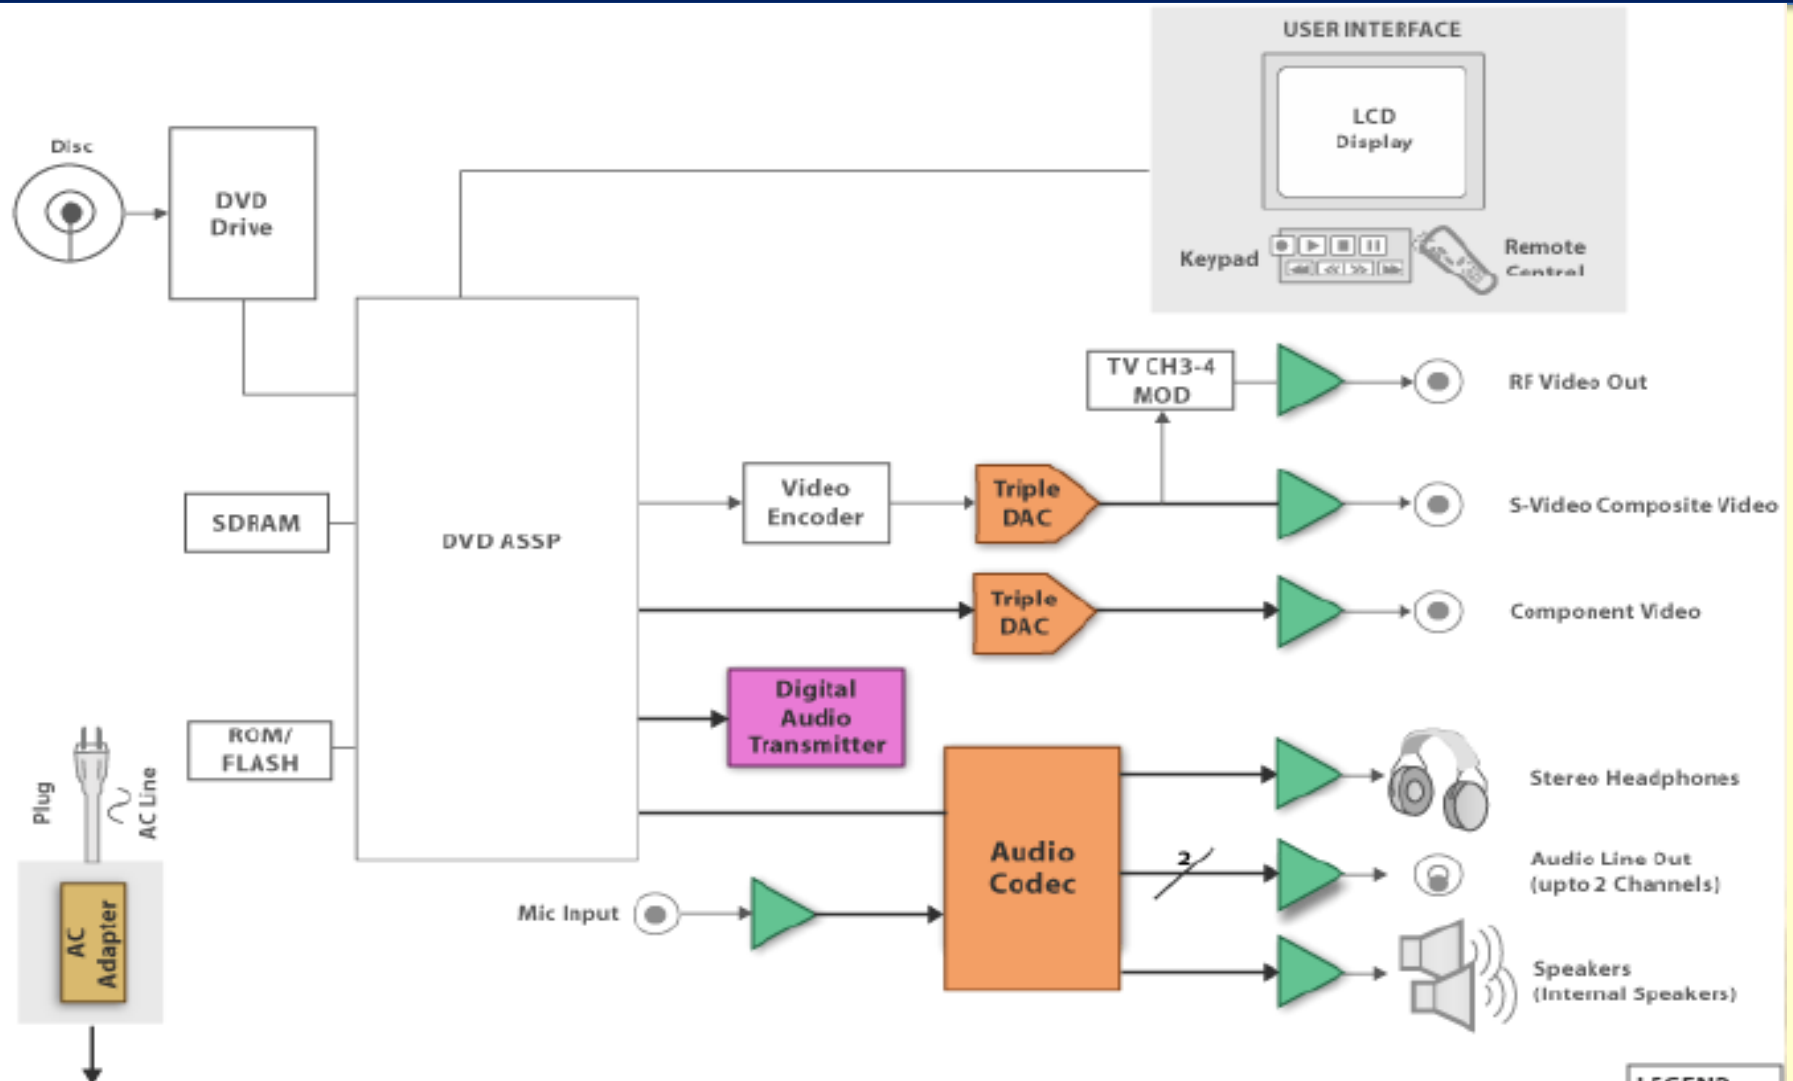 USER INTERFACE
LCD
Display
Keypad
Remote
Control
Disc
DVD
Drive
TV CH3-4
MOD
RF Video Out
Video
Encoder
Triple
DAC
S-Video Composite Video
SDRAM
DVD ASSP
Triple
DAC
Component Video
Digital
Audio
Transmitter
ROM/
FLASH
Plug
AC Line
Stereo Headphones
Audio
Codec
2
Audio Line Out
(upto 2 Channels)
Mic Input
AC
Adapter
Speakers
(Internal Speakers)
LEGEND